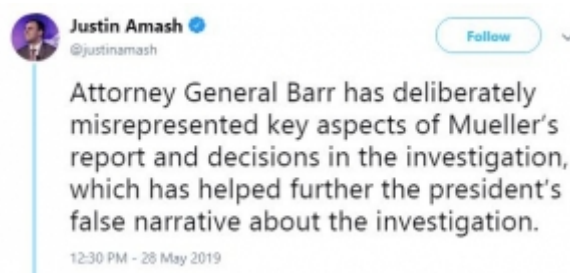 Justin Amash
@justinamash
Follow
Attorney General Barr has deliberately
misrepresented key aspects of Mueller's
report and decisions in the investigation,
which has helped further the president's
false narrative about the investigation.
12:30 PM - 28 May 2019